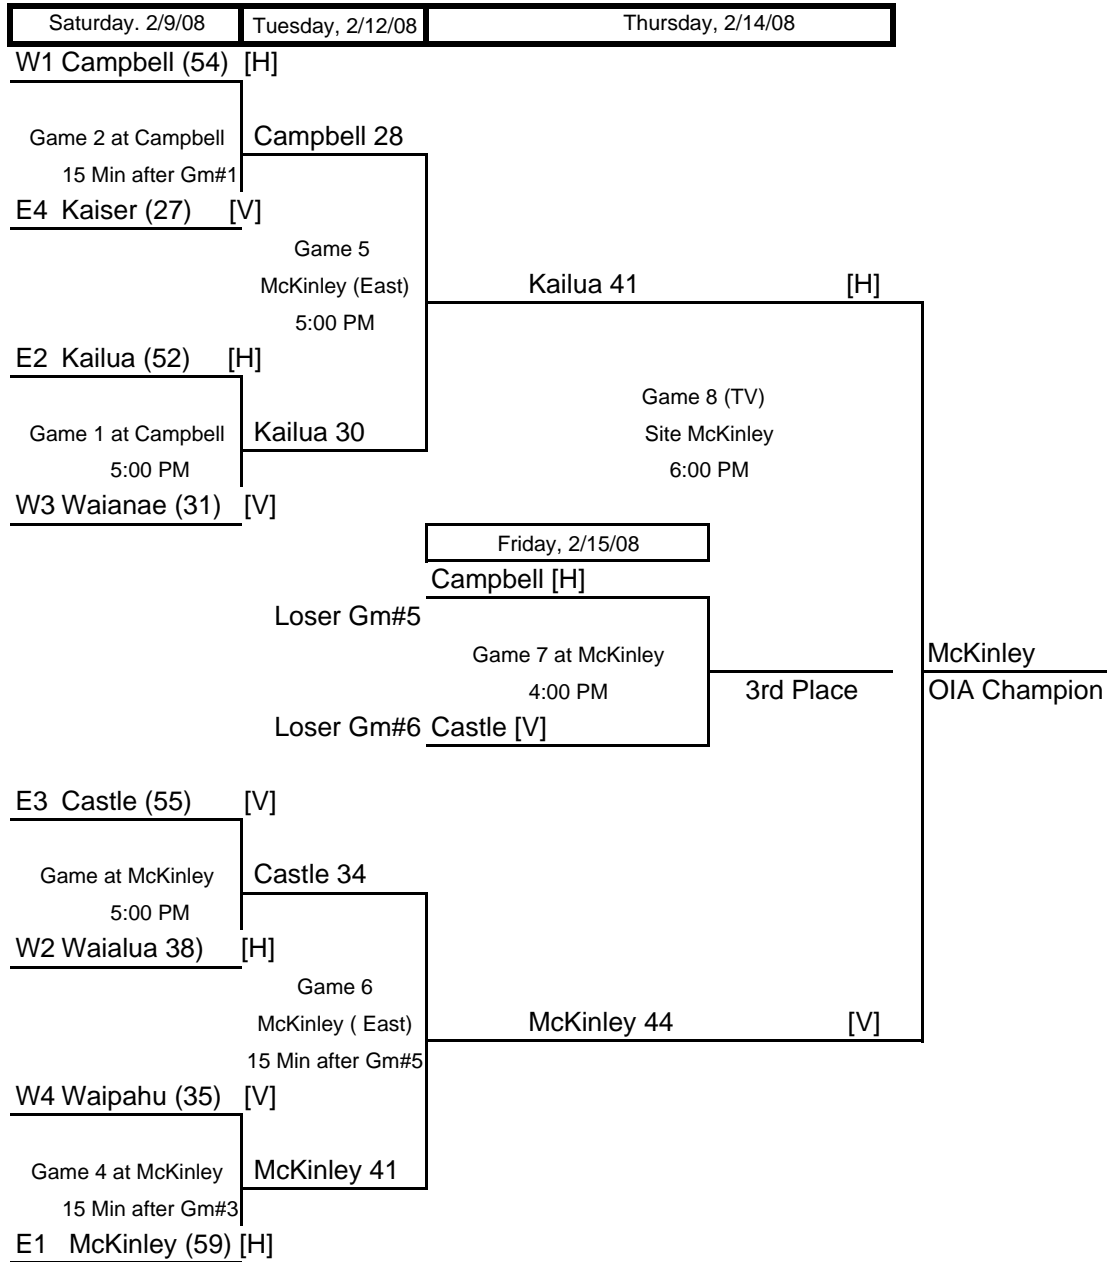 Saturday. 2/9/08 Tuesday, 2/12/08 Thursday, 2/14/08
W1 Campbell (54) [H]
Game 2 at Campbell Campbell 28
15 Min after Gm#1
E4 Kaiser (27) [V]
Game 5
McKinley (East) Kailua 41 [H]
5:00 PM
E2 Kailua (52) [H]
Game 8 (TV)
Game 1 at Campbell Kailua 30 Site McKinley
5:00 PM 6:00 PM
W3 Waianae (31) [V]
Friday, 2/15/08
Campbell [H]
Loser Gm#5
Game 7 at McKinley McKinley
4:00 PM 3rd Place OIA Champion
Loser Gm#6 Castle [V]
E3 Castle (55) [V]
Game at McKinley Castle 34
5:00 PM
W2 Waialua 38) [H]
Game 6
McKinley ( East) McKinley 44 [V]
15 Min after Gm#5
W4 Waipahu (35) [V]
Game 4 at McKinley McKinley 41
15 Min after Gm#3
E1 McKinley (59) [H]